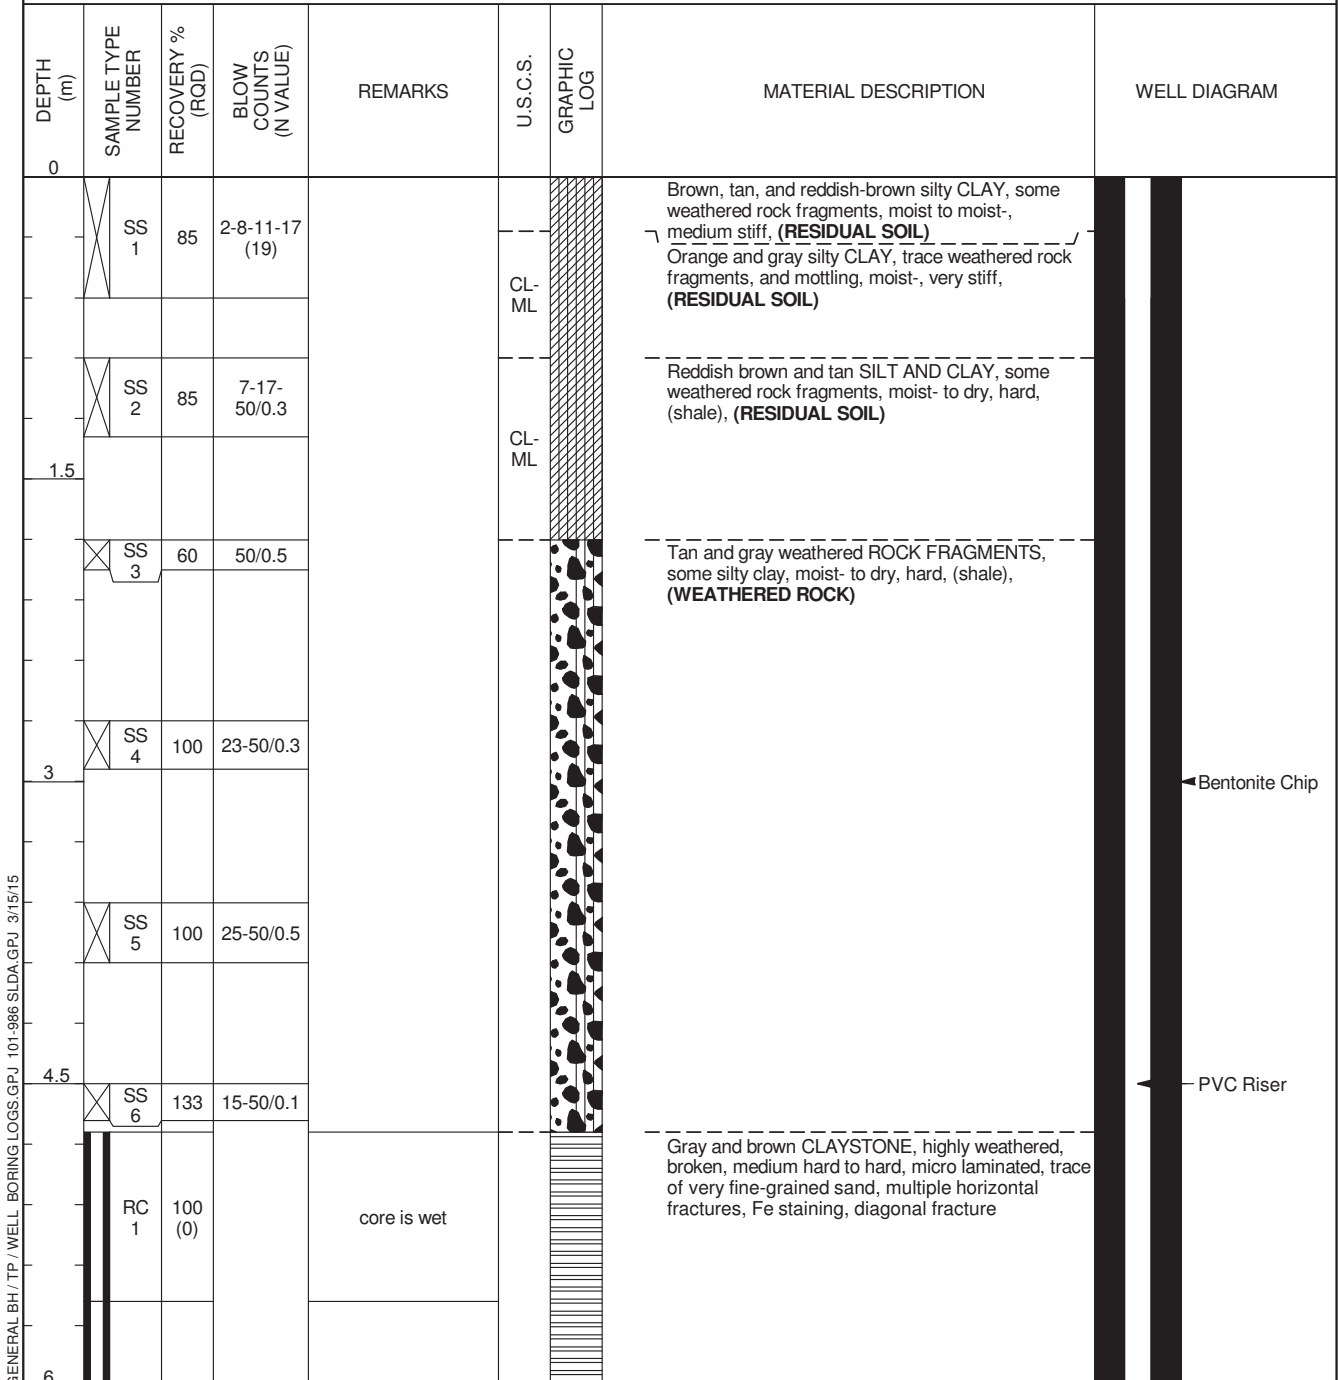 DEPTH
(m)
SAMPLE TYPE
NUMBER
RECOVERY %
(RQD)
BLOW
COUNTS
(N VALUE)
REMARKS
U.S.C.S.
GRAPHIC
LOG
MATERIAL DESCRIPTION
WELL DIAGRAM
0
SS
1
85
2-8-11-17
(19)
Brown, tan, and reddish-brown silty CLAY, some
weathered rock fragments, moist to moist-,
medium stiff, (RESIDUAL SOIL)
CL-
ML
Orange and gray silty CLAY, trace weathered rock
fragments, and mottling, moist-, very stiff,
(RESIDUAL SOIL)
SS
2
85
7-17-
50/0.3
CL-
ML
Reddish brown and tan SILT AND CLAY, some
weathered rock fragments, moist- to dry, hard,
(shale), (RESIDUAL SOIL)
1.5
SS
3
60
50/0.5
Tan and gray weathered ROCK FRAGMENTS,
some silty clay, moist- to dry, hard, (shale),
(WEATHERED ROCK)
SS
4
100
23-50/0.3
3
Bentonite Chip
SS
5
100
25-50/0.5
4.5
PVC Riser
SS
6
133
15-50/0.1
RC
1
100
(0)
core is wet
Gray and brown CLAYSTONE, highly weathered,
broken, medium hard to hard, micro laminated, trace
of very fine-grained sand, multiple horizontal
fractures, Fe staining, diagonal fracture
6
GENERAL BH / TP / WELL BORING LOGS.GPJ 101-986 SLDA.GPJ 3/15/15